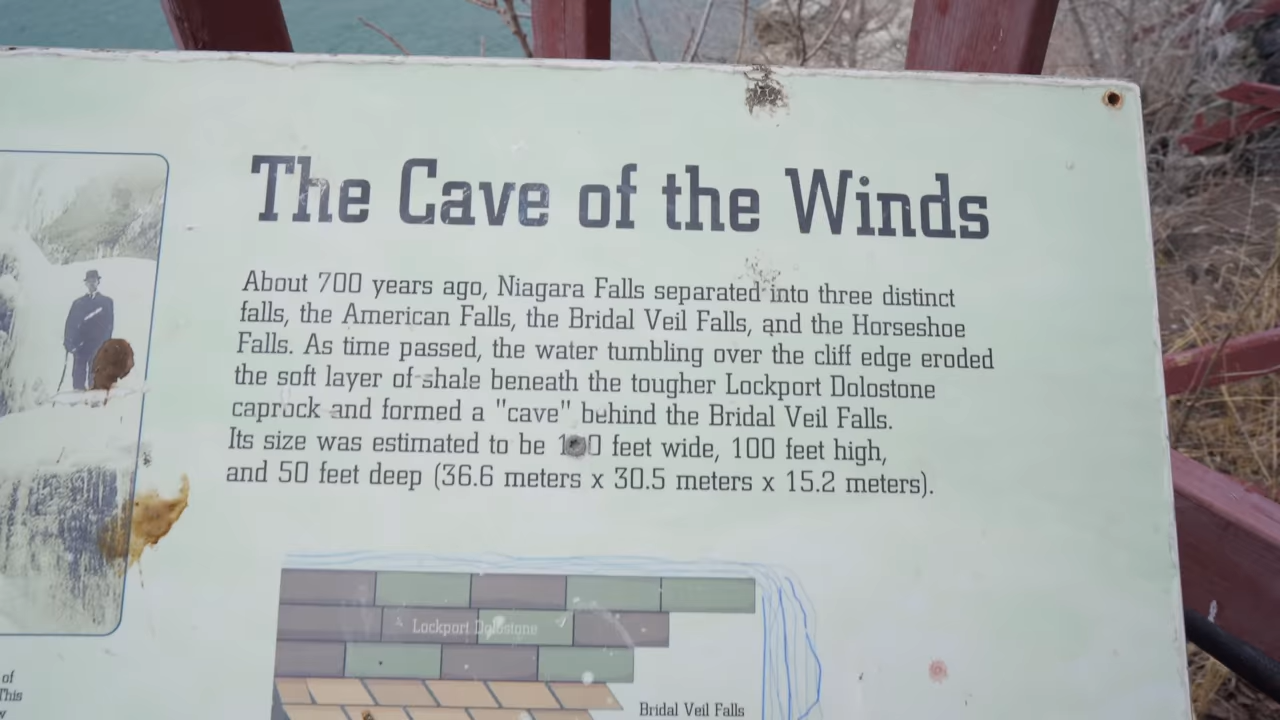 The Cave of the Winds
About 700 years ago, Niagara Falls separated into three distinct
falls, the American Falls, the Bridal Veil Falls, and the Horseshoe
Falls. As time passed, the water tumbling over the cliff edge eroded
the soft layer of shale beneath the tougher Lockport Dolostone
caprock and formed a "cave" behind the Bridal Veil Falls.
Its size was estimated to be feet wide, 100 feet high,
and 50 feet deep (36.6 meters x 30.5 meters x 15.2 meters).
Lockport Dolostone
Bridal Veil Falls
of
This